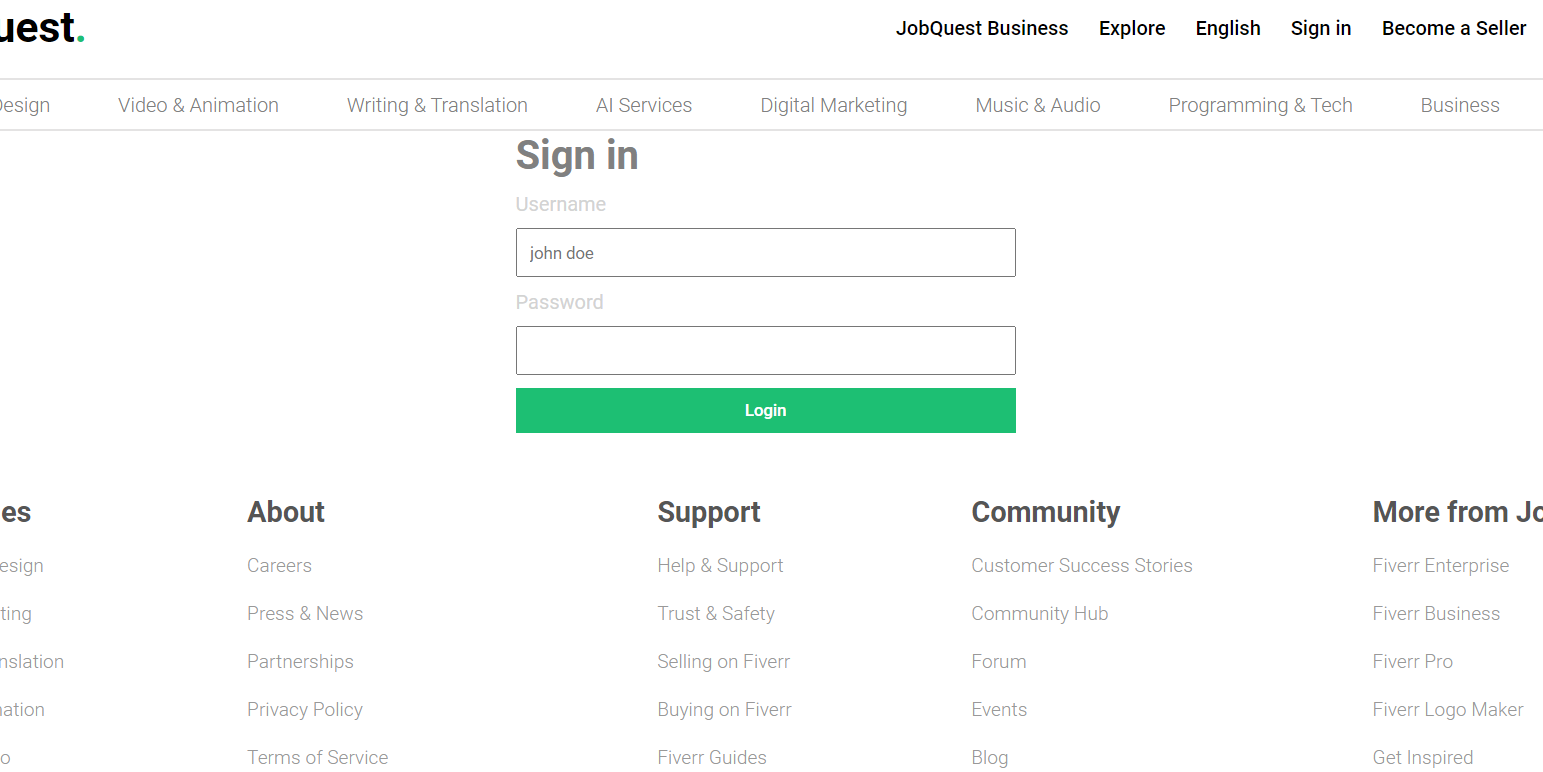 uest.
JobQuest Business Explore English Sign in Become a Seller
Design Video & Animation Writing & Translation AI Services Digital Marketing Music & Audio Programming & Tech Business
Sign in
Username
john doe
Password
Login
es About Support Community More from Jo
esign Careers Help & Support Customer Success Stories Fiverr Enterprise
ting Press & News Trust & Safety Community Hub Fiverr Business
nslation Partnerships Selling on Fiverr Forum Fiverr Pro
ation Privacy Policy Buying on Fiverr Events Fiverr Logo Maker
o Terms of Service Fiverr Guides Blog Get Inspired